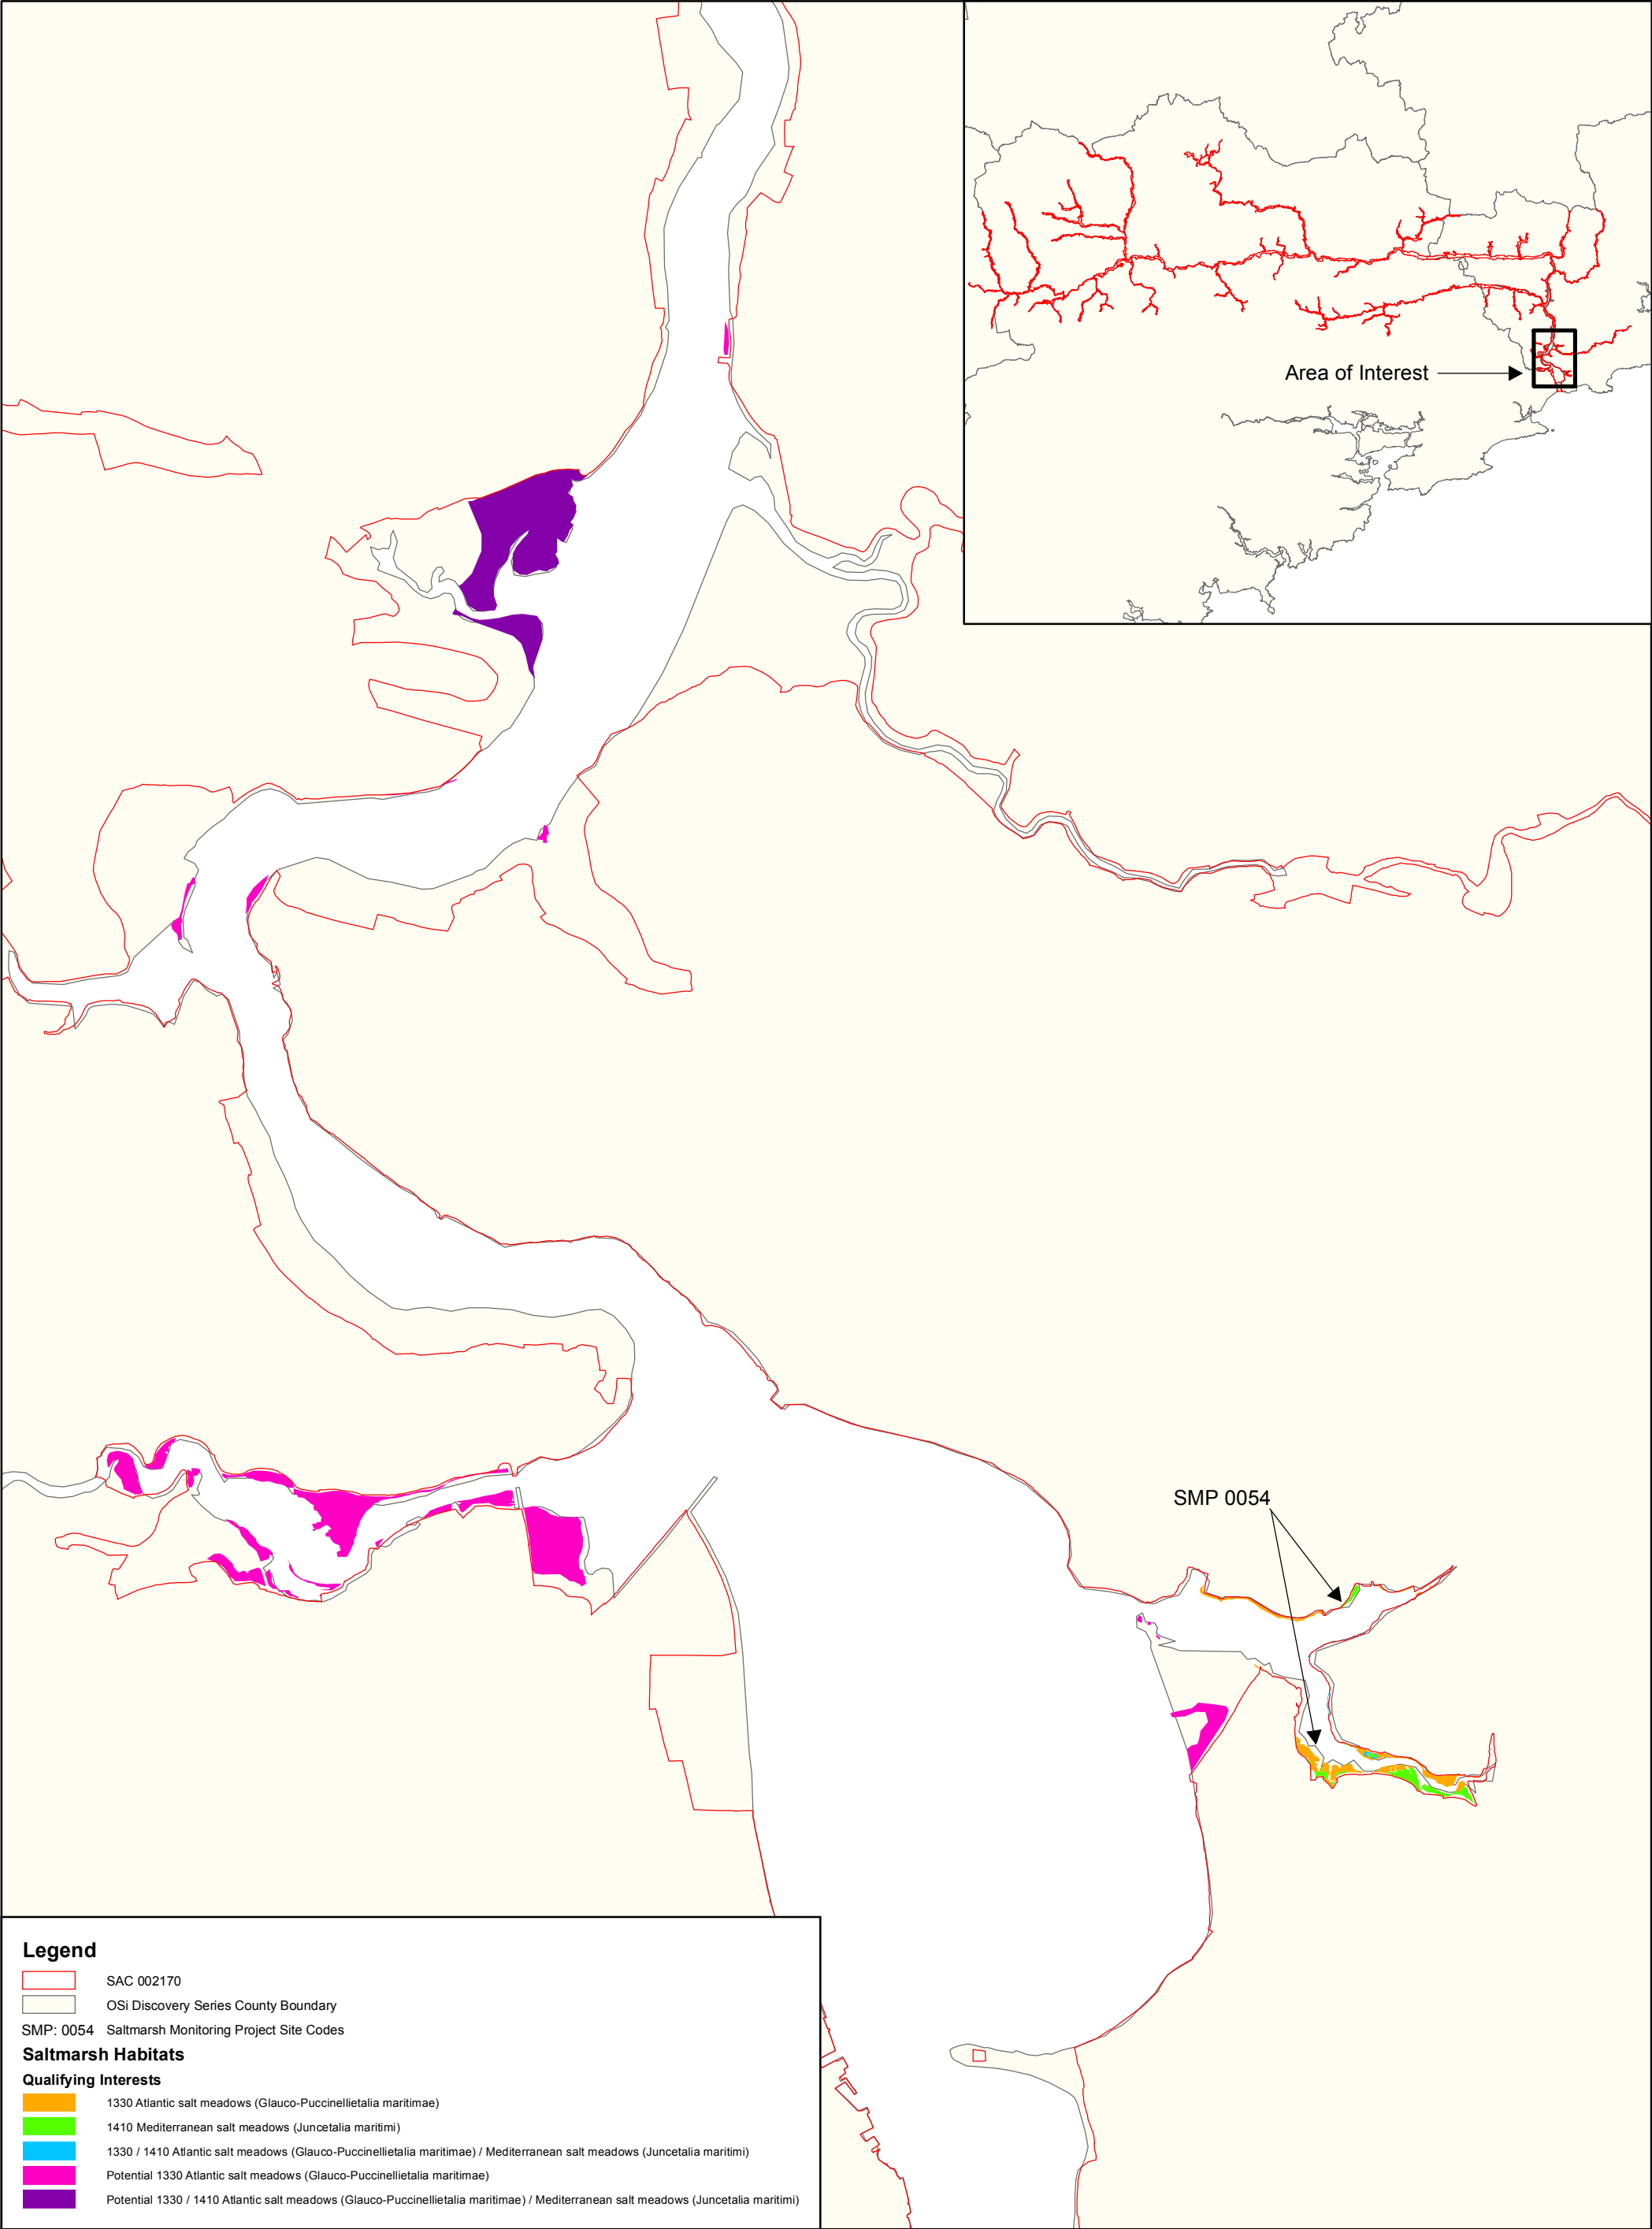 Area of Interest
SMP 0054
Legend
SAC 002170
OSi Discovery Series County Boundary
SMP: 0054 Saltmarsh Monitoring Project Site Codes
Saltmarsh Habitats
Qualifying Interests
1330 Atlantic salt meadows (Glauco-Puccinellietalia maritimae)
1410 Mediterranean salt meadows (Juncetalia maritimi)
1330 / 1410 Atlantic salt meadows (Glauco-Puccinellietalia maritimae) / Mediterranean salt meadows (Juncetalia maritimi)
Potential 1330 Atlantic salt meadows (Glauco-Puccinellietalia maritimae)
Potential 1330 / 1410 Atlantic salt meadows (Glauco-Puccinellietalia maritimae) / Mediterranean salt meadows (Juncetalia maritimi)